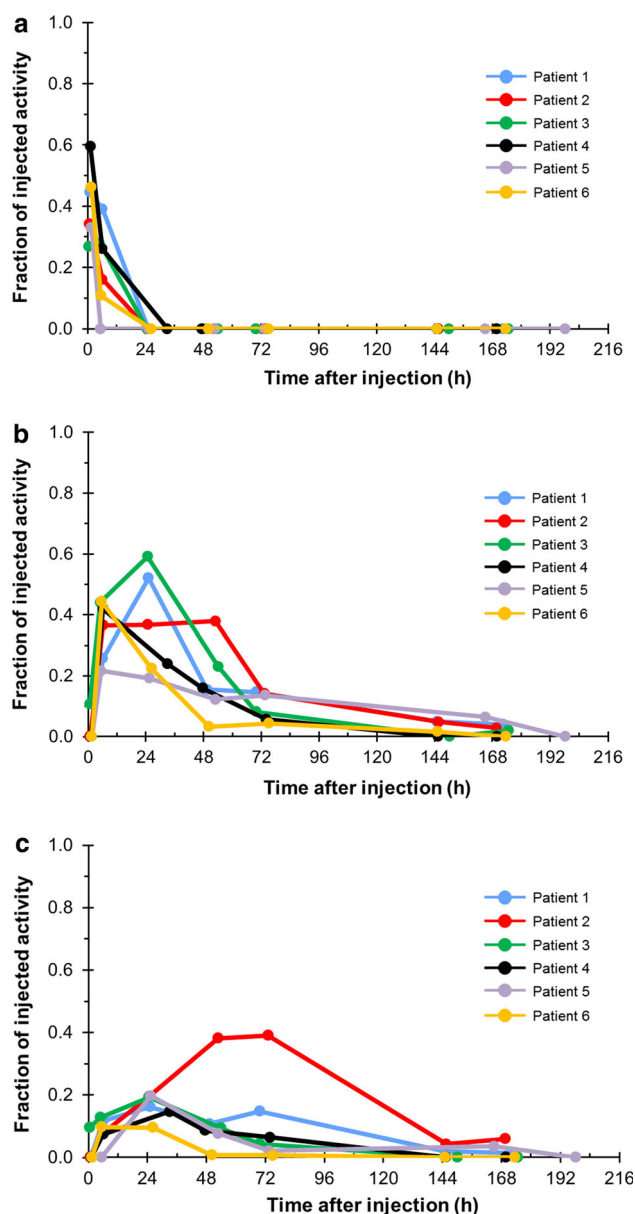 a
1.0
0.8
0.6
0.4
0.2
0.0
Fraction of injected activity
Patient 1
Patient 2
Patient 3
Patient 4
Patient 5
Patient 6
0 24 48 72 96 120 144 168 192 216
Time after injection (h)
b
1.0
0.8
0.6
0.4
0.2
0.0
Fraction of injected activity
Patient 1
Patient 2
Patient 3
Patient 4
Patient 5
Patient 6
0 24 48 72 96 120 144 168 192 216
Time after injection (h)
c
1.0
0.8
0.6
0.4
0.2
0.0
Fraction of injected activity
Patient 1
Patient 2
Patient 3
Patient 4
Patient 5
Patient 6
0 24 48 72 96 120 144 168 192 216
Time after injection (h)